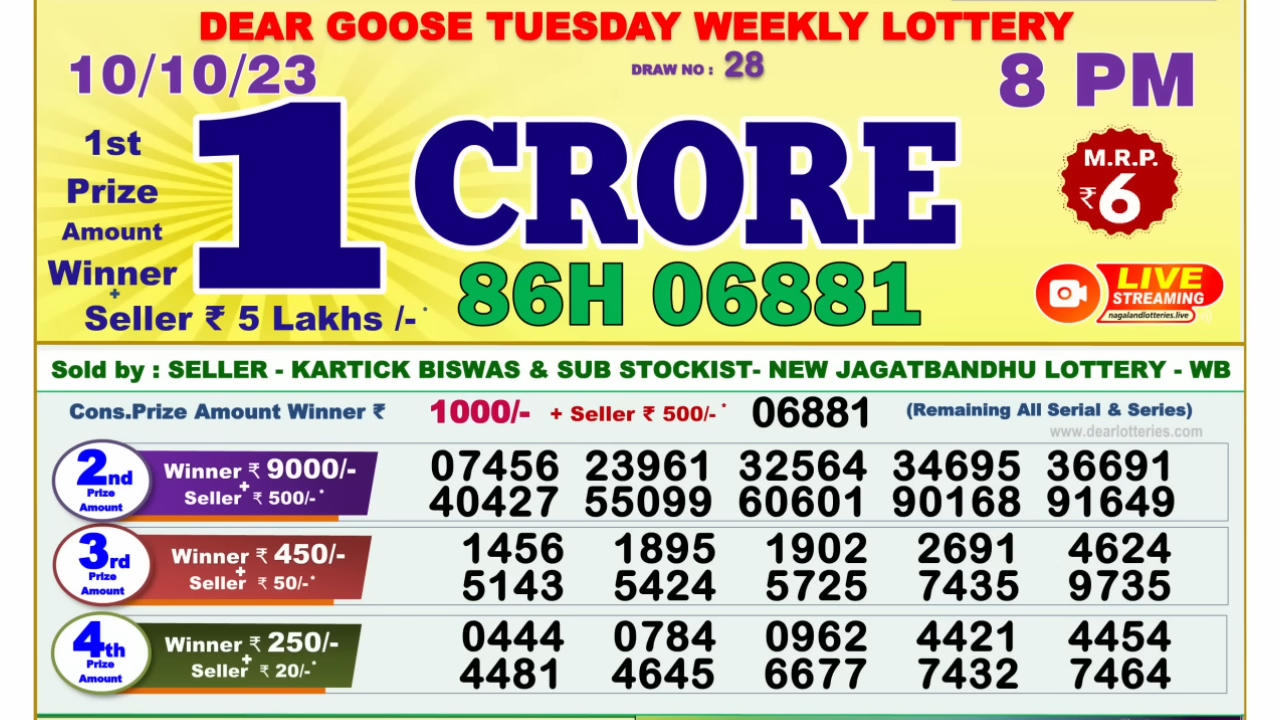 DEAR GOOSE TUESDAY WEEKLY LOTTERY
10/10/23
DRAW NO : 28
8 PM
1st
Prize
Amount
Winner
+
Seller ₹ 5 Lakhs /-*
1 CRORE
86H 06881
M.R.P.
₹6
LIVE
STREAMING
nagalandlotteries.live
Sold by : SELLER - KARTICK BISWAS & SUB STOCKIST- NEW JAGATBANDHU LOTTERY - WB
Cons.Prize Amount Winner ₹ 1000/- + Seller ₹ 500/-* 06881 (Remaining All Serial & Series)
www.dearlotteries.com
2nd
Prize
Amount
Winner ₹ 9000/-
+
Seller ₹ 500/-*
07456 23961 32564 34695 36691
40427 55099 60601 90168 91649
3rd
Prize
Amount
Winner ₹ 450/-
+
Seller ₹ 50/-*
1456 1895 1902 2691 4624
5143 5424 5725 7435 9735
4th
Prize
Amount
Winner ₹ 250/-
+
Seller ₹ 20/-*
0444 0784 0962 4421 4454
4481 4645 6677 7432 7464